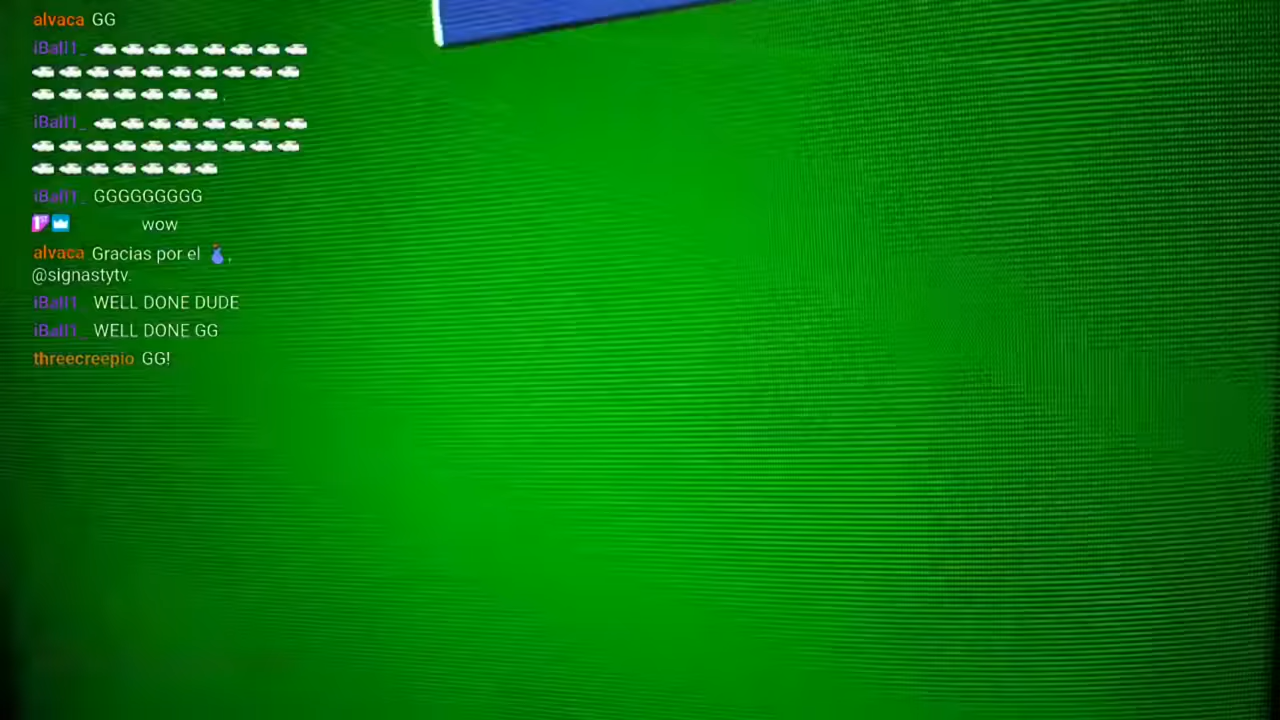 alvaca GG
iBall1_
iBall1_
iBall1_ GGGGGGGGG
wow
alvaca Gracias por el ,
@signastytv.
iBall1_ WELL DONE DUDE
iBall1_ WELL DONE GG
threecreepio GG!